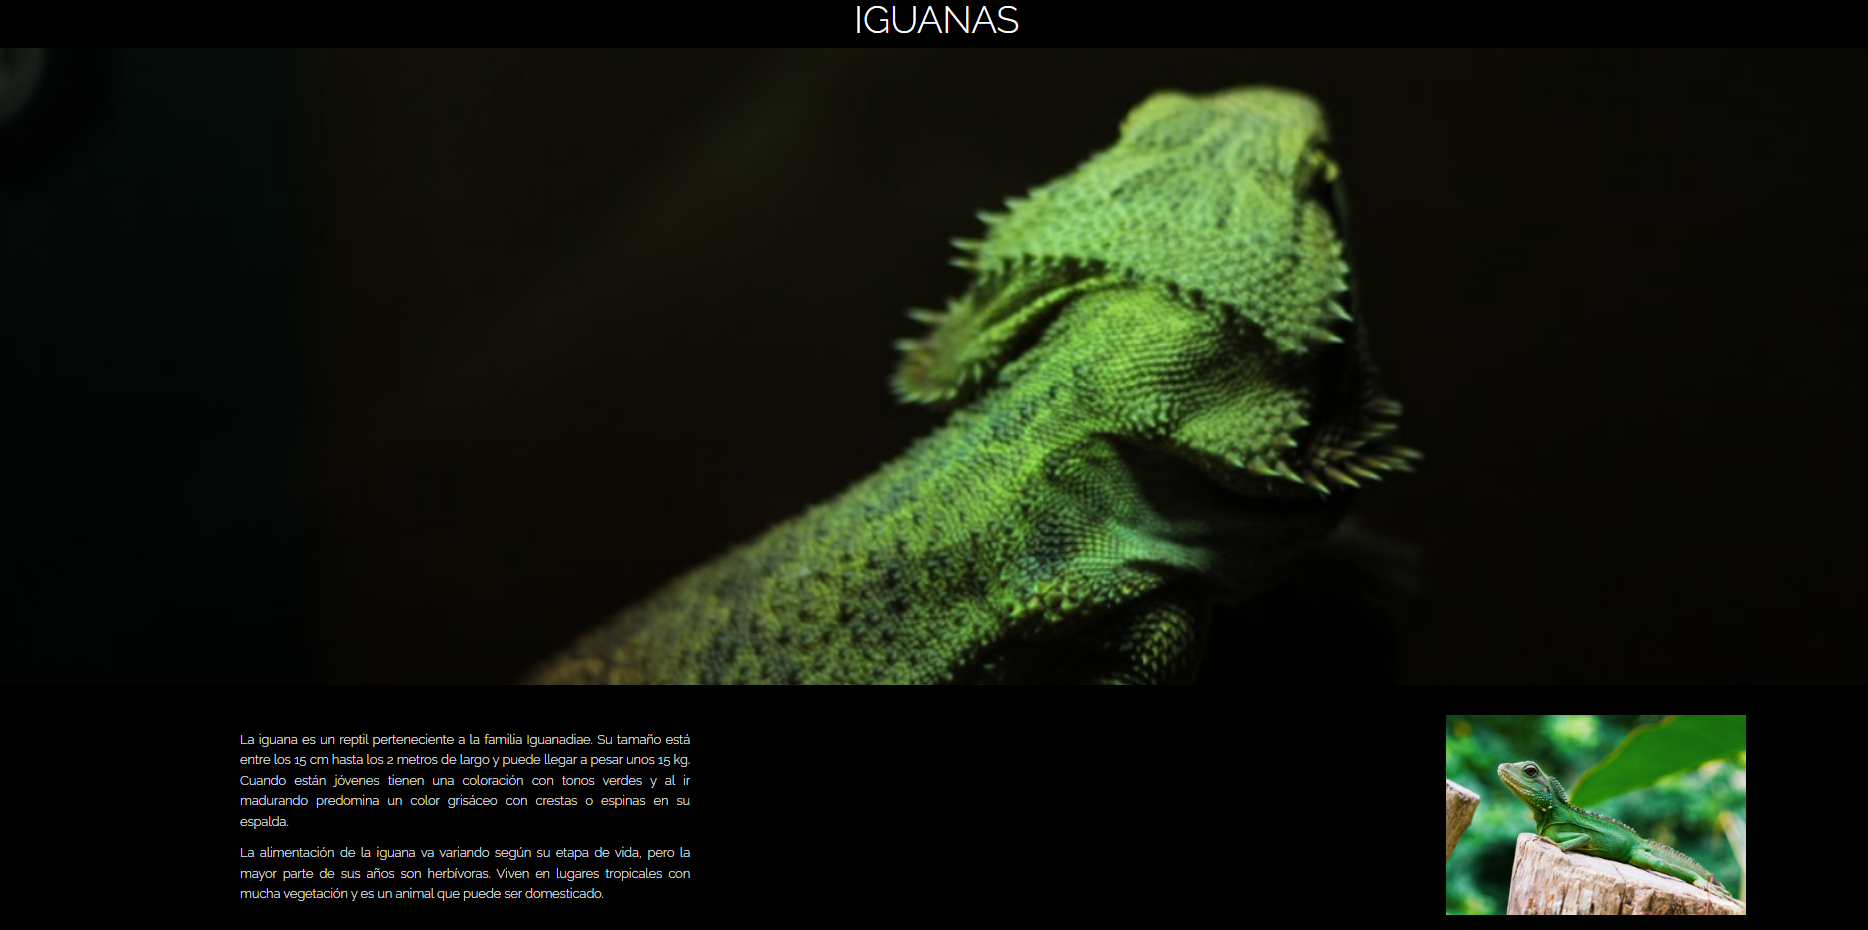 IGUANAS
La iguana es un reptil perteneciente a la familia Iguanadiae. Su tamaño está
entre los 15 cm hasta los 2 metros de largo y puede llegar a pesar unos 15 kg.
Cuando están jóvenes tienen una coloración con tonos verdes y al ir
madurando predomina un color grisáceo con crestas o espinas en su
espalda.
La alimentación de la iguana va variando según su etapa de vida, pero la
mayor parte de sus años son herbívoras. Viven en lugares tropicales con
mucha vegetación y es un animal que puede ser domesticado.